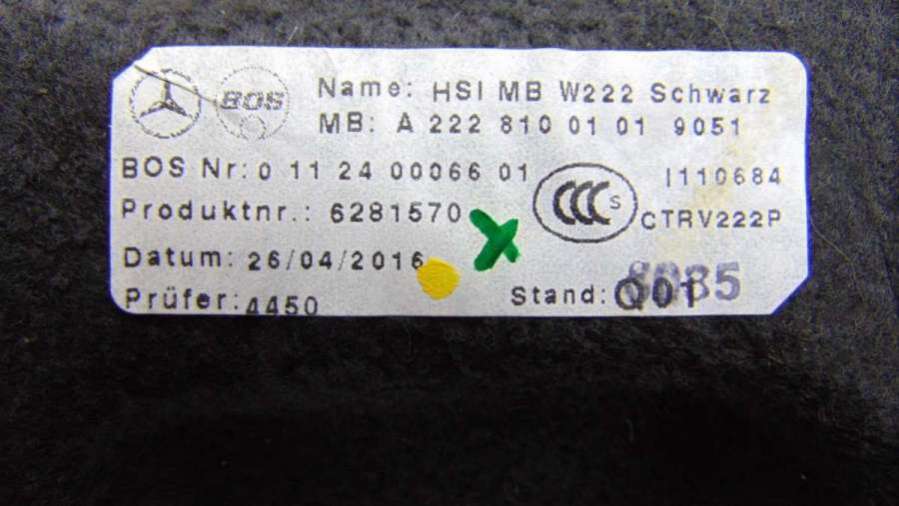 BOS
Name: HSI MB W222 Schwarz
MB: A 222 810 01 01 9051
BOS Nr: 0 11 24 00066 01
CCC S
I110684
Produktnr.: 6281570
CTRV222P
Datum: 26/04/2016
Prüfer: 4450
Stand: Q01